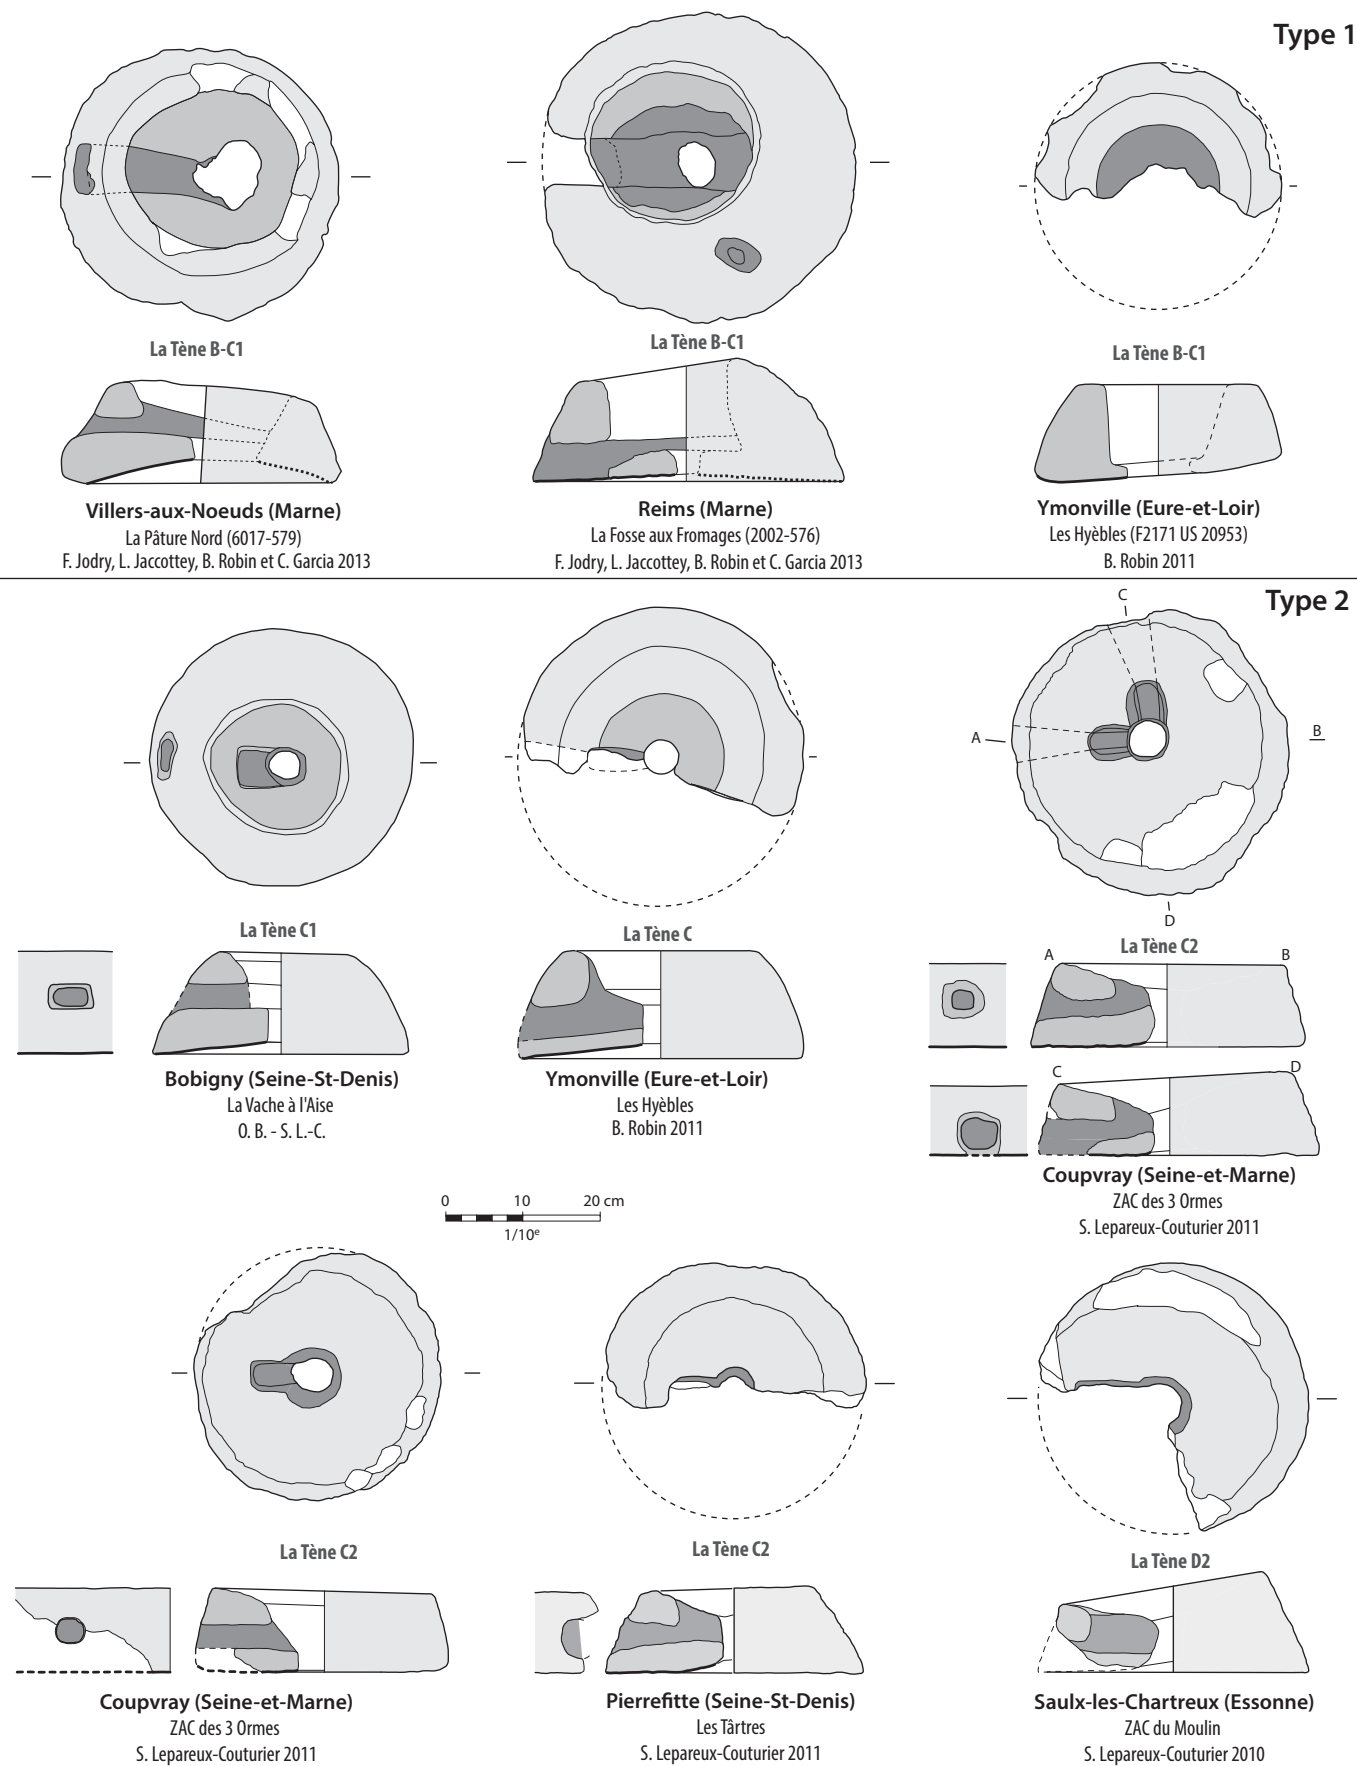 Type 1
La Tène B-C1
La Tène B-C1
La Tène B-C1
Villers-aux-Noeuds (Marne)
La Pâture Nord (6017-579)
F. Jodry, L. Jaccottey, B. Robin et C. Garcia 2013
Reims (Marne)
La Fosse aux Fromages (2002-576)
F. Jodry, L. Jaccottey, B. Robin et C. Garcia 2013
Ymonville (Eure-et-Loir)
Les Hyèbles (F2171 US 20953)
B. Robin 2011
Type 2
C
A
B
D
La Tène C1
La Tène C
La Tène C2
A
B
C
D
Bobigny (Seine-St-Denis)
La Vache à l'Aise
O. B. - S. L.-C.
Ymonville (Eure-et-Loir)
Les Hyèbles
B. Robin 2011
Coupvray (Seine-et-Marne)
ZAC des 3 Ormes
S. Lepareux-Couturier 2011
0 10 20 cm
1/10e
La Tène C2
La Tène C2
La Tène D2
Coupvray (Seine-et-Marne)
ZAC des 3 Ormes
S. Lepareux-Couturier 2011
Pierrefitte (Seine-St-Denis)
Les Târtres
S. Lepareux-Couturier 2011
Saulx-les-Chartreux (Essonne)
ZAC du Moulin
S. Lepareux-Couturier 2010